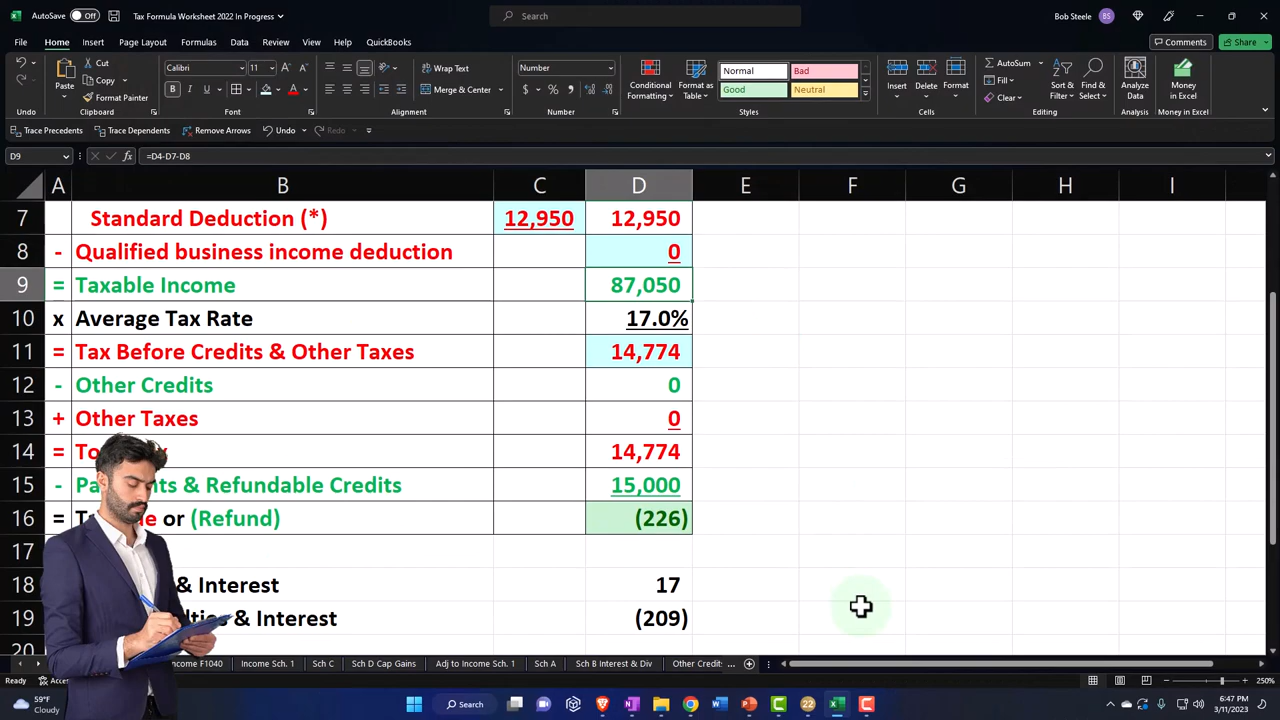 AutoSave Off Tax Formula Worksheet 2022 In Progress Search Bob Steele BS
File Home Insert Page Layout Formulas Data Review View Help QuickBooks Comments Share
Cut Calibri 11 Wrap Text Number Normal Bad AutoSum
Paste Copy Merge & Center Conditional Formatting Format as Table Good Neutral Insert Delete Format Clear Sort & Filter Find & Select Analyze Data Money in Excel
Format Painter
Undo Clipboard Font Alignment Number Styles Cells Editing Analysis Money in Excel
Trace Precedents Trace Dependents Remove Arrows Undo Redo
D9 fx =D4-D7-D8
A B C D E F G H I
7 Standard Deduction (*) 12,950 12,950
8 - Qualified business income deduction 0
9 = Taxable Income 87,050
10 x Average Tax Rate 17.0%
11 = Tax Before Credits & Other Taxes 14,774
12 - Other Credits 0
13 + Other Taxes 0
14 = 14,774
15 - & Refundable Credits 15,000
16 = or (Refund) (226)
17
18 & Interest 17
19 & Interest (209)
20
Income F1040 Income Sch. 1 Sch C Sch D Cap Gains Adj to Income Sch. 1 Sch A Sch B Interest & Div Other Credit ...
Ready 250%
59°F
Cloudy
Search
6:47 PM
3/11/2023